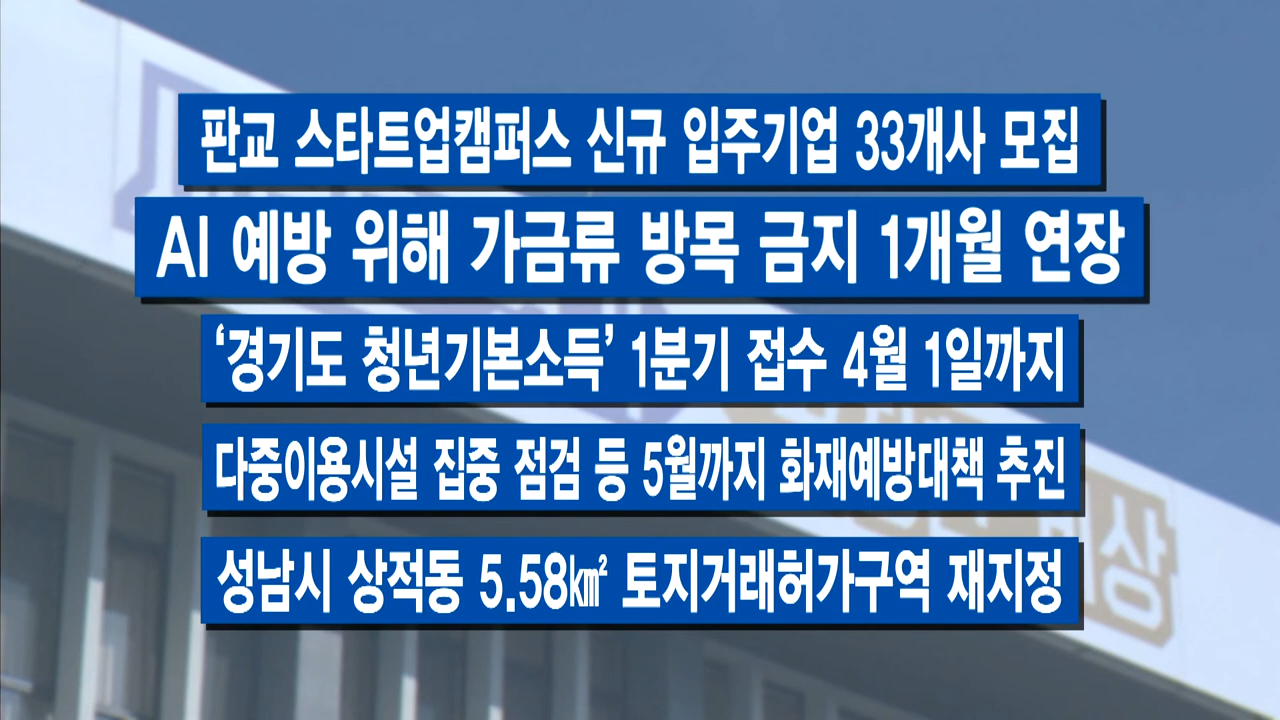 판교 스타트업캠퍼스 신규 입주기업 33개사 모집
AI 예방 위해 가금류 방목 금지 1개월 연장
‘경기도 청년기본소득’ 1분기 접수 4월 1일까지
다중이용시설 집중 점검 등 5월까지 화재예방대책 추진
성남시 상적동 5.58㎢ 토지거래허가구역 재지정
상